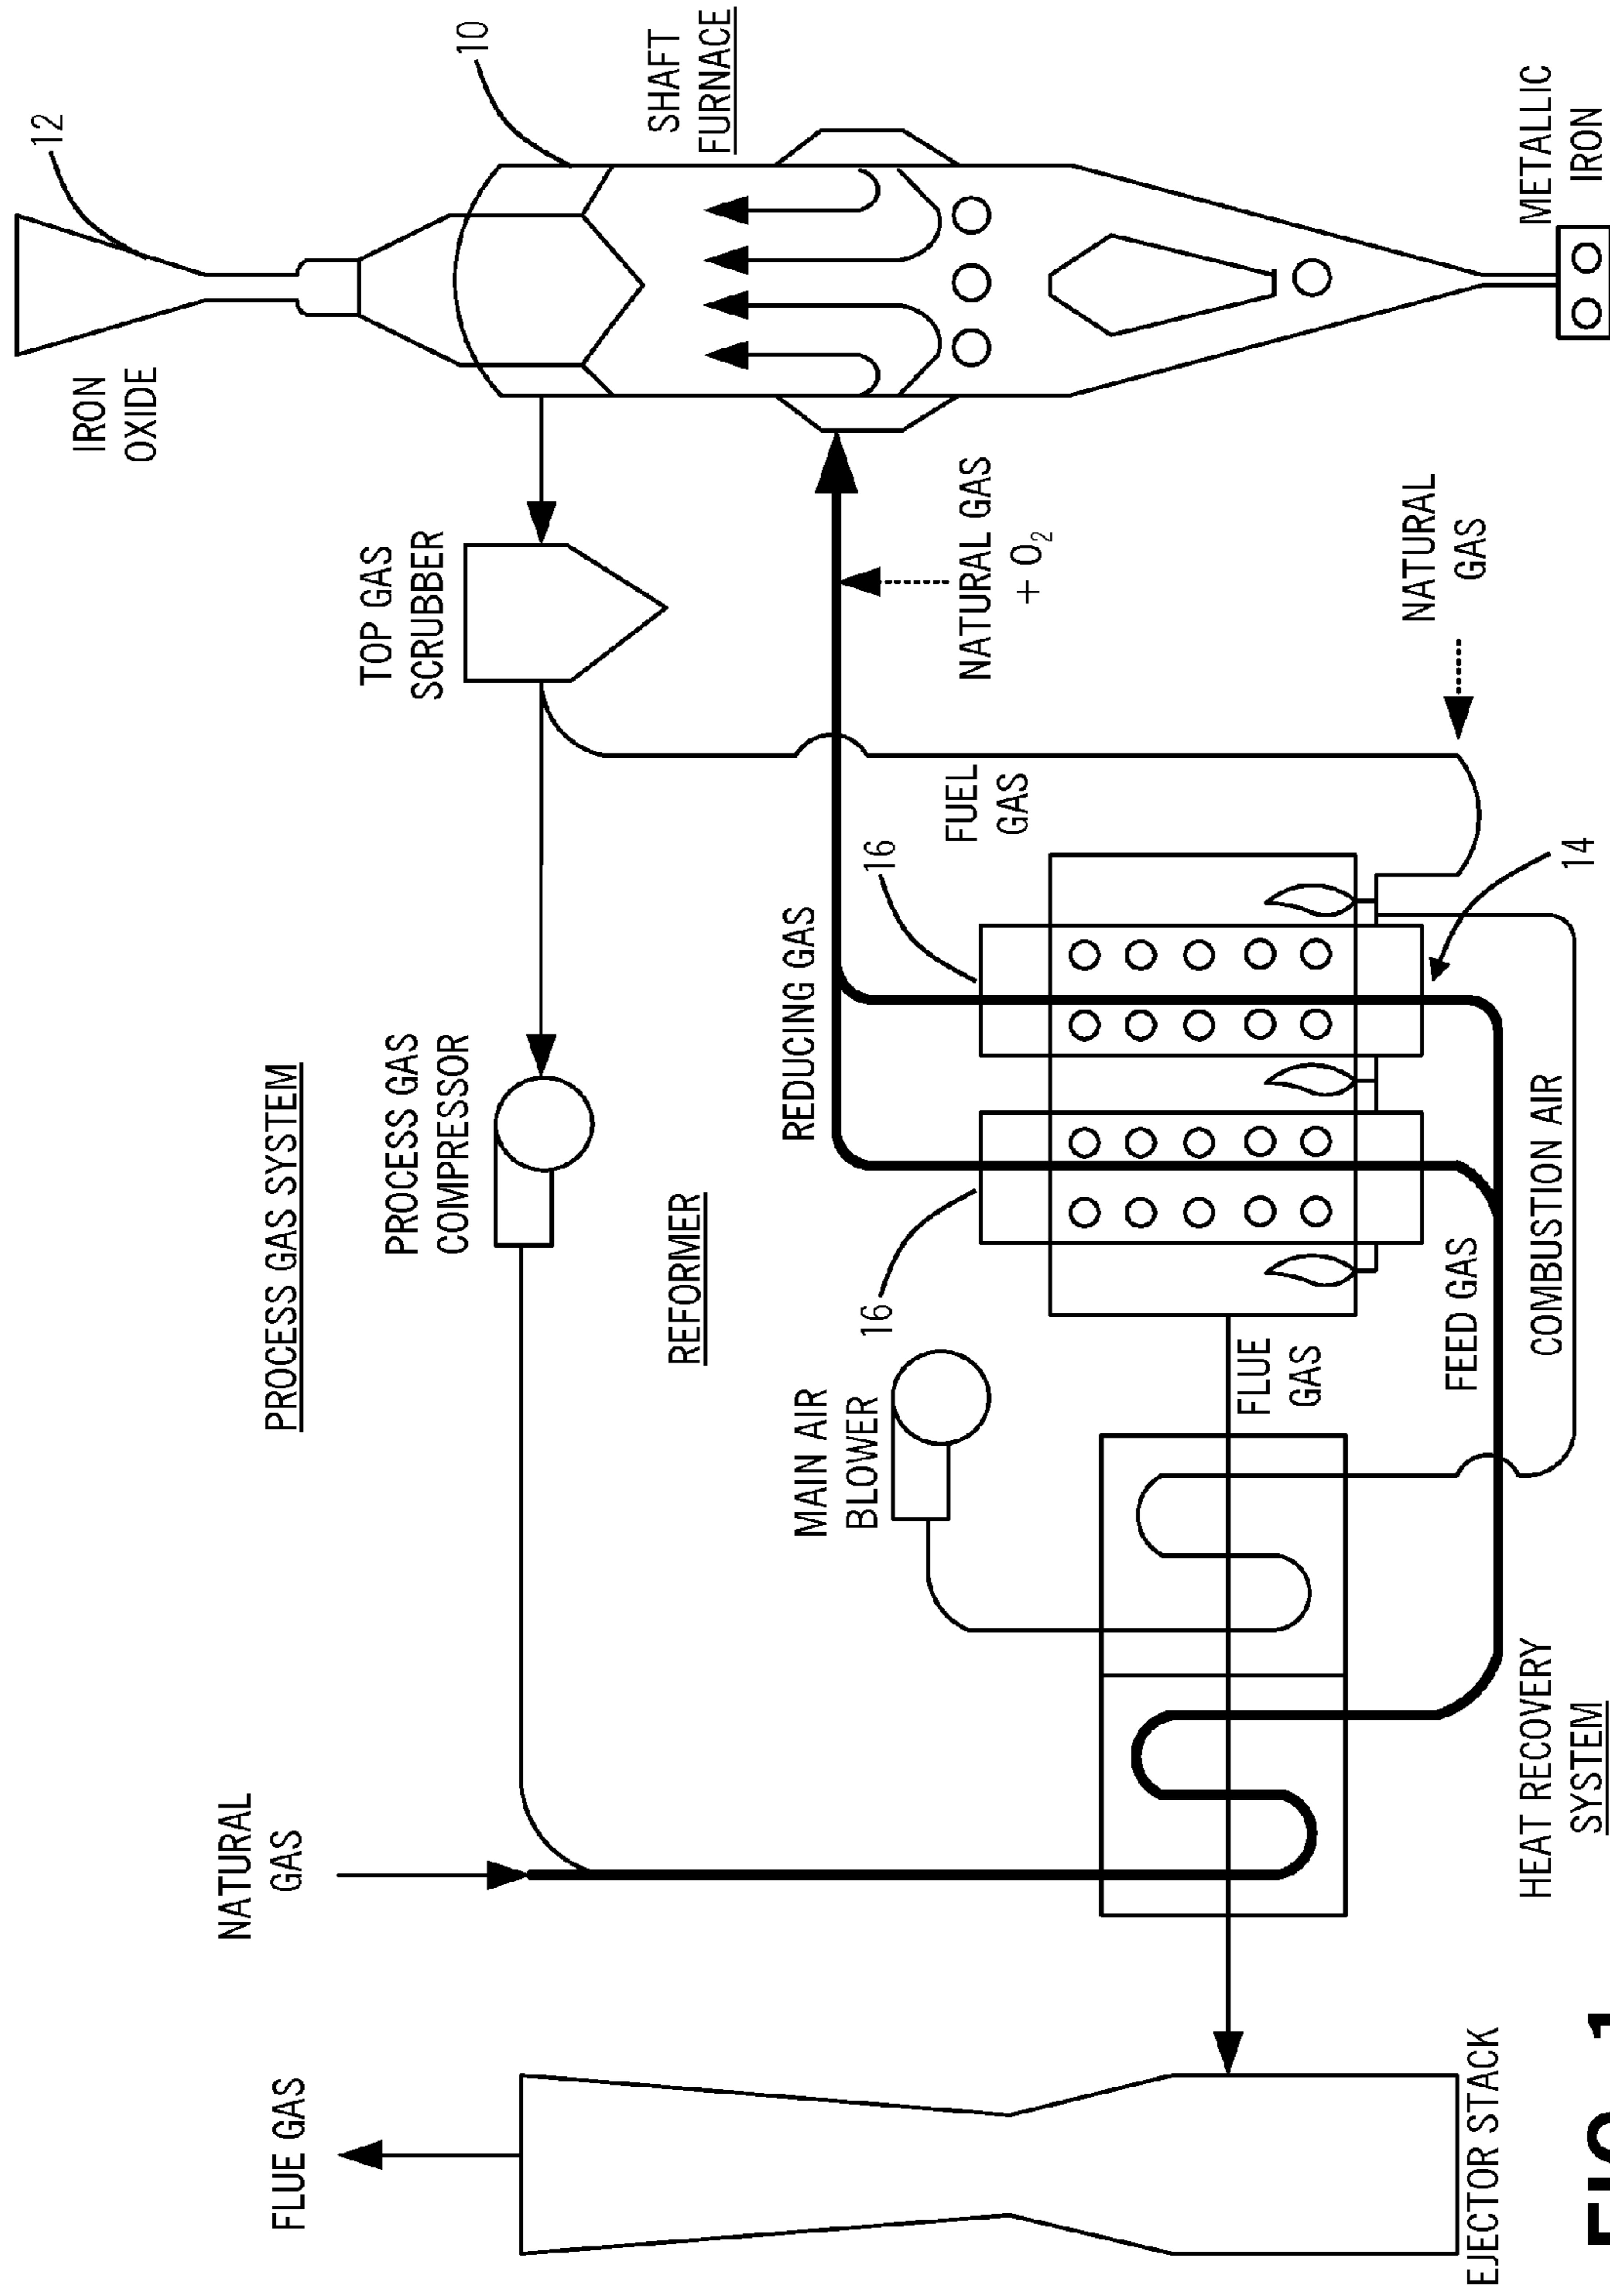 FLUE GAS
NATURAL
GAS
PROCESS GAS SYSTEM
IRON
OXIDE
12
10
TOP GAS
SCRUBBER
PROCESS GAS
COMPRESSOR
SHAFT
FURNACE
REFORMER
REDUCING GAS
MAIN AIR
BLOWER
16
16
FUEL
GAS
NATURAL GAS
+ O₂
FLUE
GAS
NATURAL
GAS
FEED GAS
COMBUSTION AIR
14
METALLIC
IRON
HEAT RECOVERY
SYSTEM
EJECTOR STACK
FIG. 1